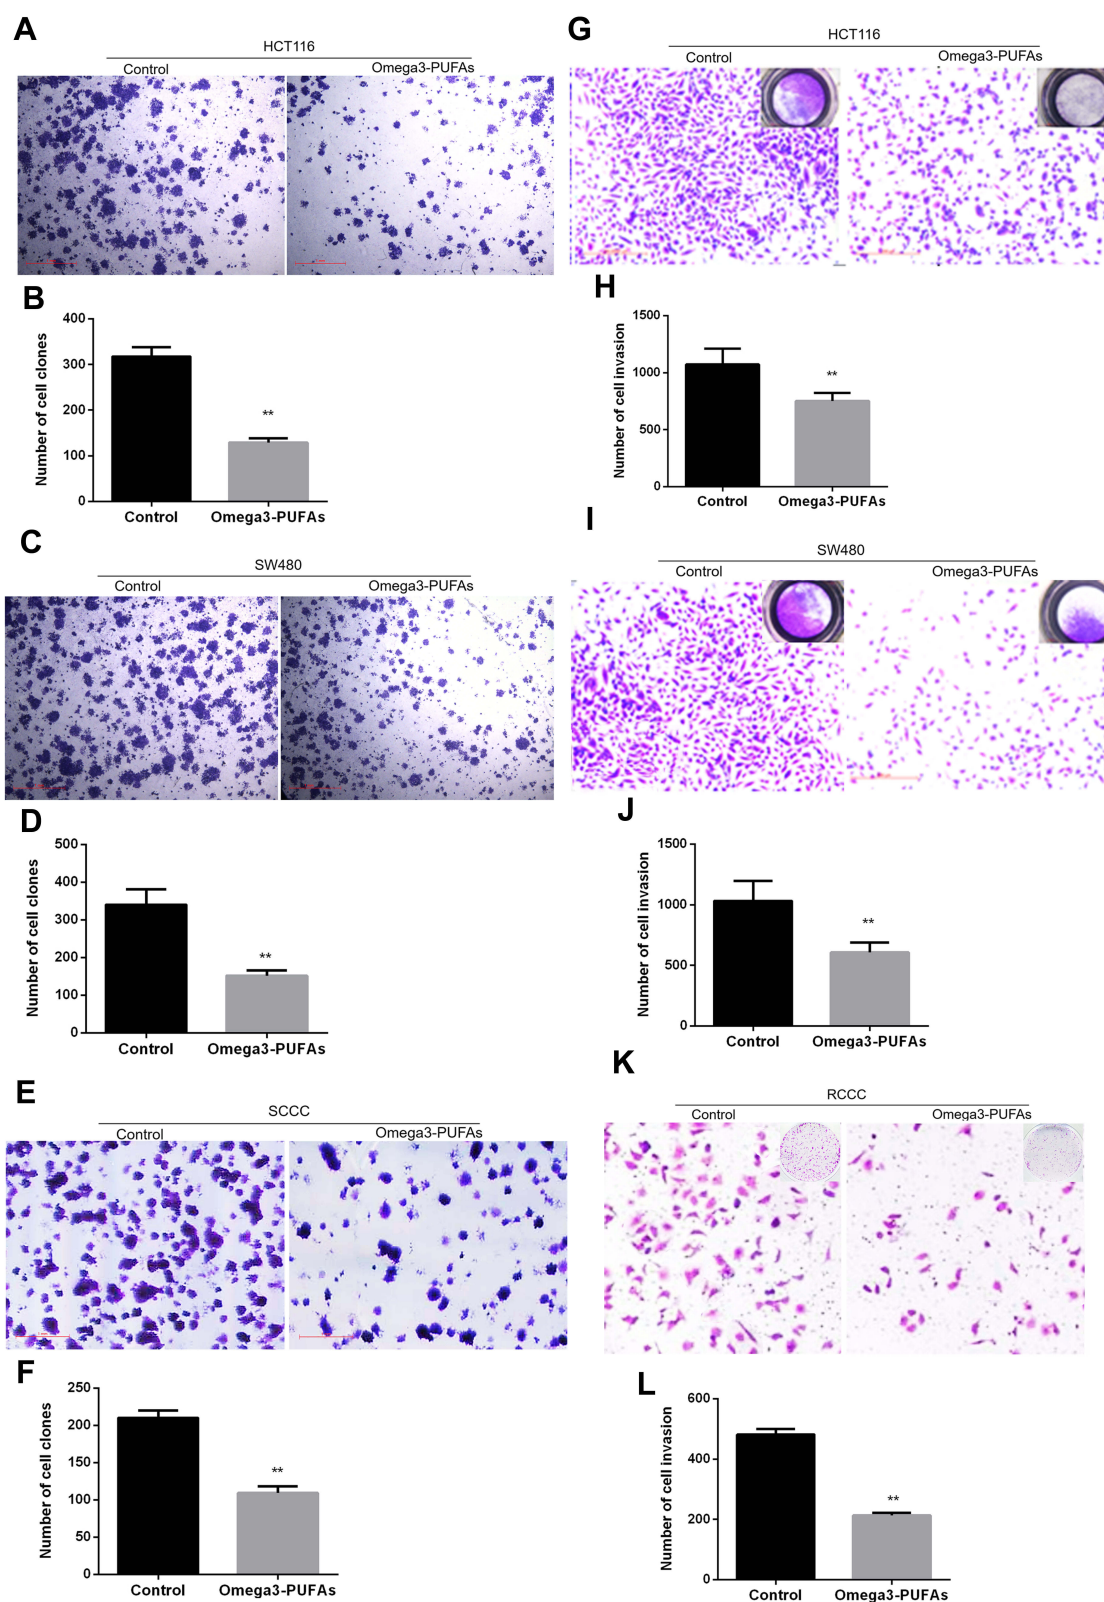 A
HCT116
Control Omega3-PUFAs
B
Number of cell clones
400
300
200
100
0
**
Control Omega3-PUFAs
C
SW480
Control Omega3-PUFAs
D
Number of cell clones
500
400
300
200
100
0
**
Control Omega3-PUFAs
E
SCCC
Control Omega3-PUFAs
F
Number of cell clones
250
200
150
100
50
0
**
Control Omega3-PUFAs
G
HCT116
Control Omega3-PUFAs
H
Number of cell invasion
1500
1000
500
0
**
Control Omega3-PUFAs
I
SW480
Control Omega3-PUFAs
J
Number of cell invasion
1500
1000
500
0
**
Control Omega3-PUFAs
K
RCCC
Control Omega3-PUFAs
L
Number of cell invasion
600
400
200
0
**
Control Omega3-PUFAs